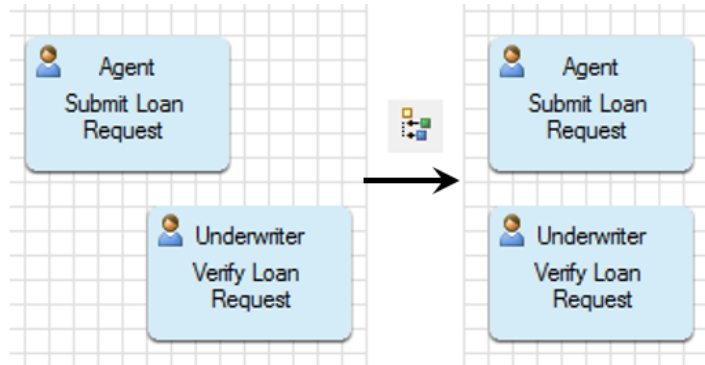 Agent
Submit Loan
Request
Underwriter
Verify Loan
Request
Agent
Submit Loan
Request
Underwriter
Verify Loan
Request